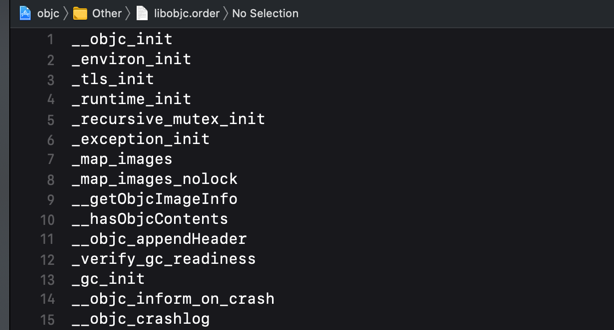 objc 〉 Other 〉 libobjc.order 〉 No Selection
1 __objc_init
2 _environ_init
3 _tls_init
4 _runtime_init
5 _recursive_mutex_init
6 _exception_init
7 _map_images
8 _map_images_nolock
9 __getObjcImageInfo
10 __hasObjcContents
11 __objc_appendHeader
12 _verify_gc_readiness
13 _gc_init
14 __objc_inform_on_crash
15 __objc_crashlog